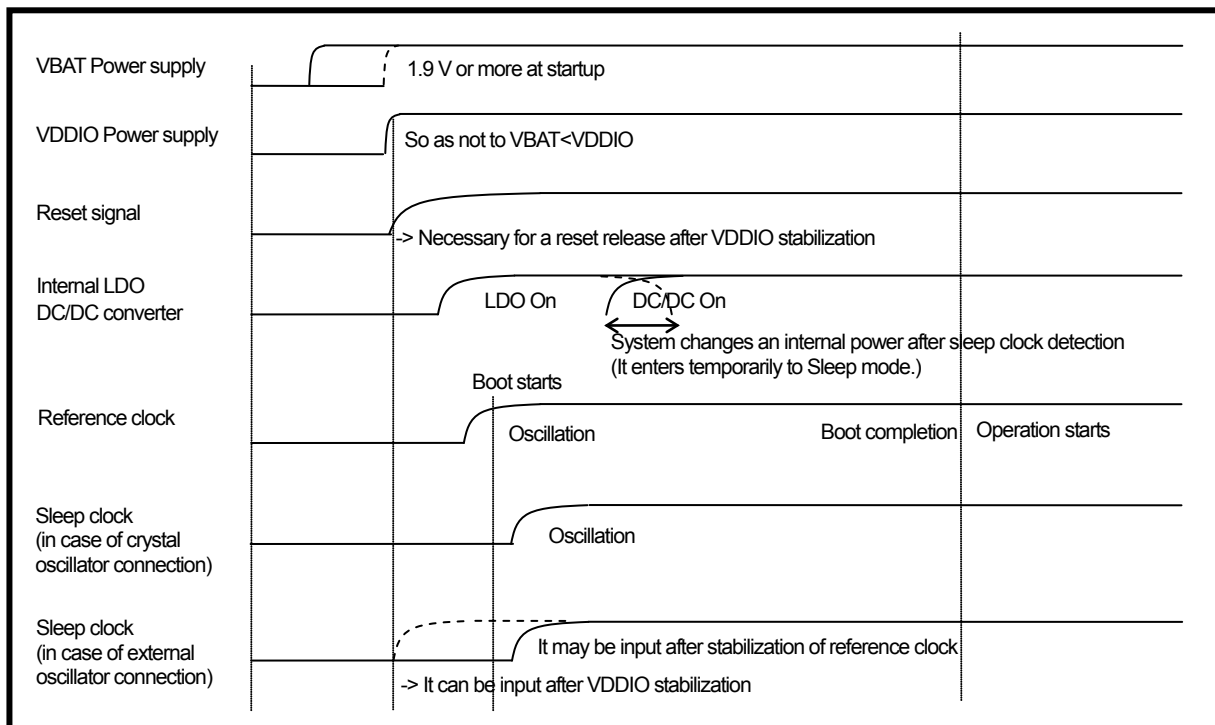 VBAT Power supply
1.9 V or more at startup
VDDIO Power supply
So as not to VBAT<VDDIO
Reset signal
-> Necessary for a reset release after VDDIO stabilization
Internal LDO
DC/DC converter
LDO On
DC/DC On
System changes an internal power after sleep clock detection
(It enters temporarily to Sleep mode.)
Boot starts
Reference clock
Oscillation
Boot completion
Operation starts
Sleep clock
(in case of crystal
oscillator connection)
Oscillation
Sleep clock
(in case of external
oscillator connection)
It may be input after stabilization of reference clock
-> It can be input after VDDIO stabilization